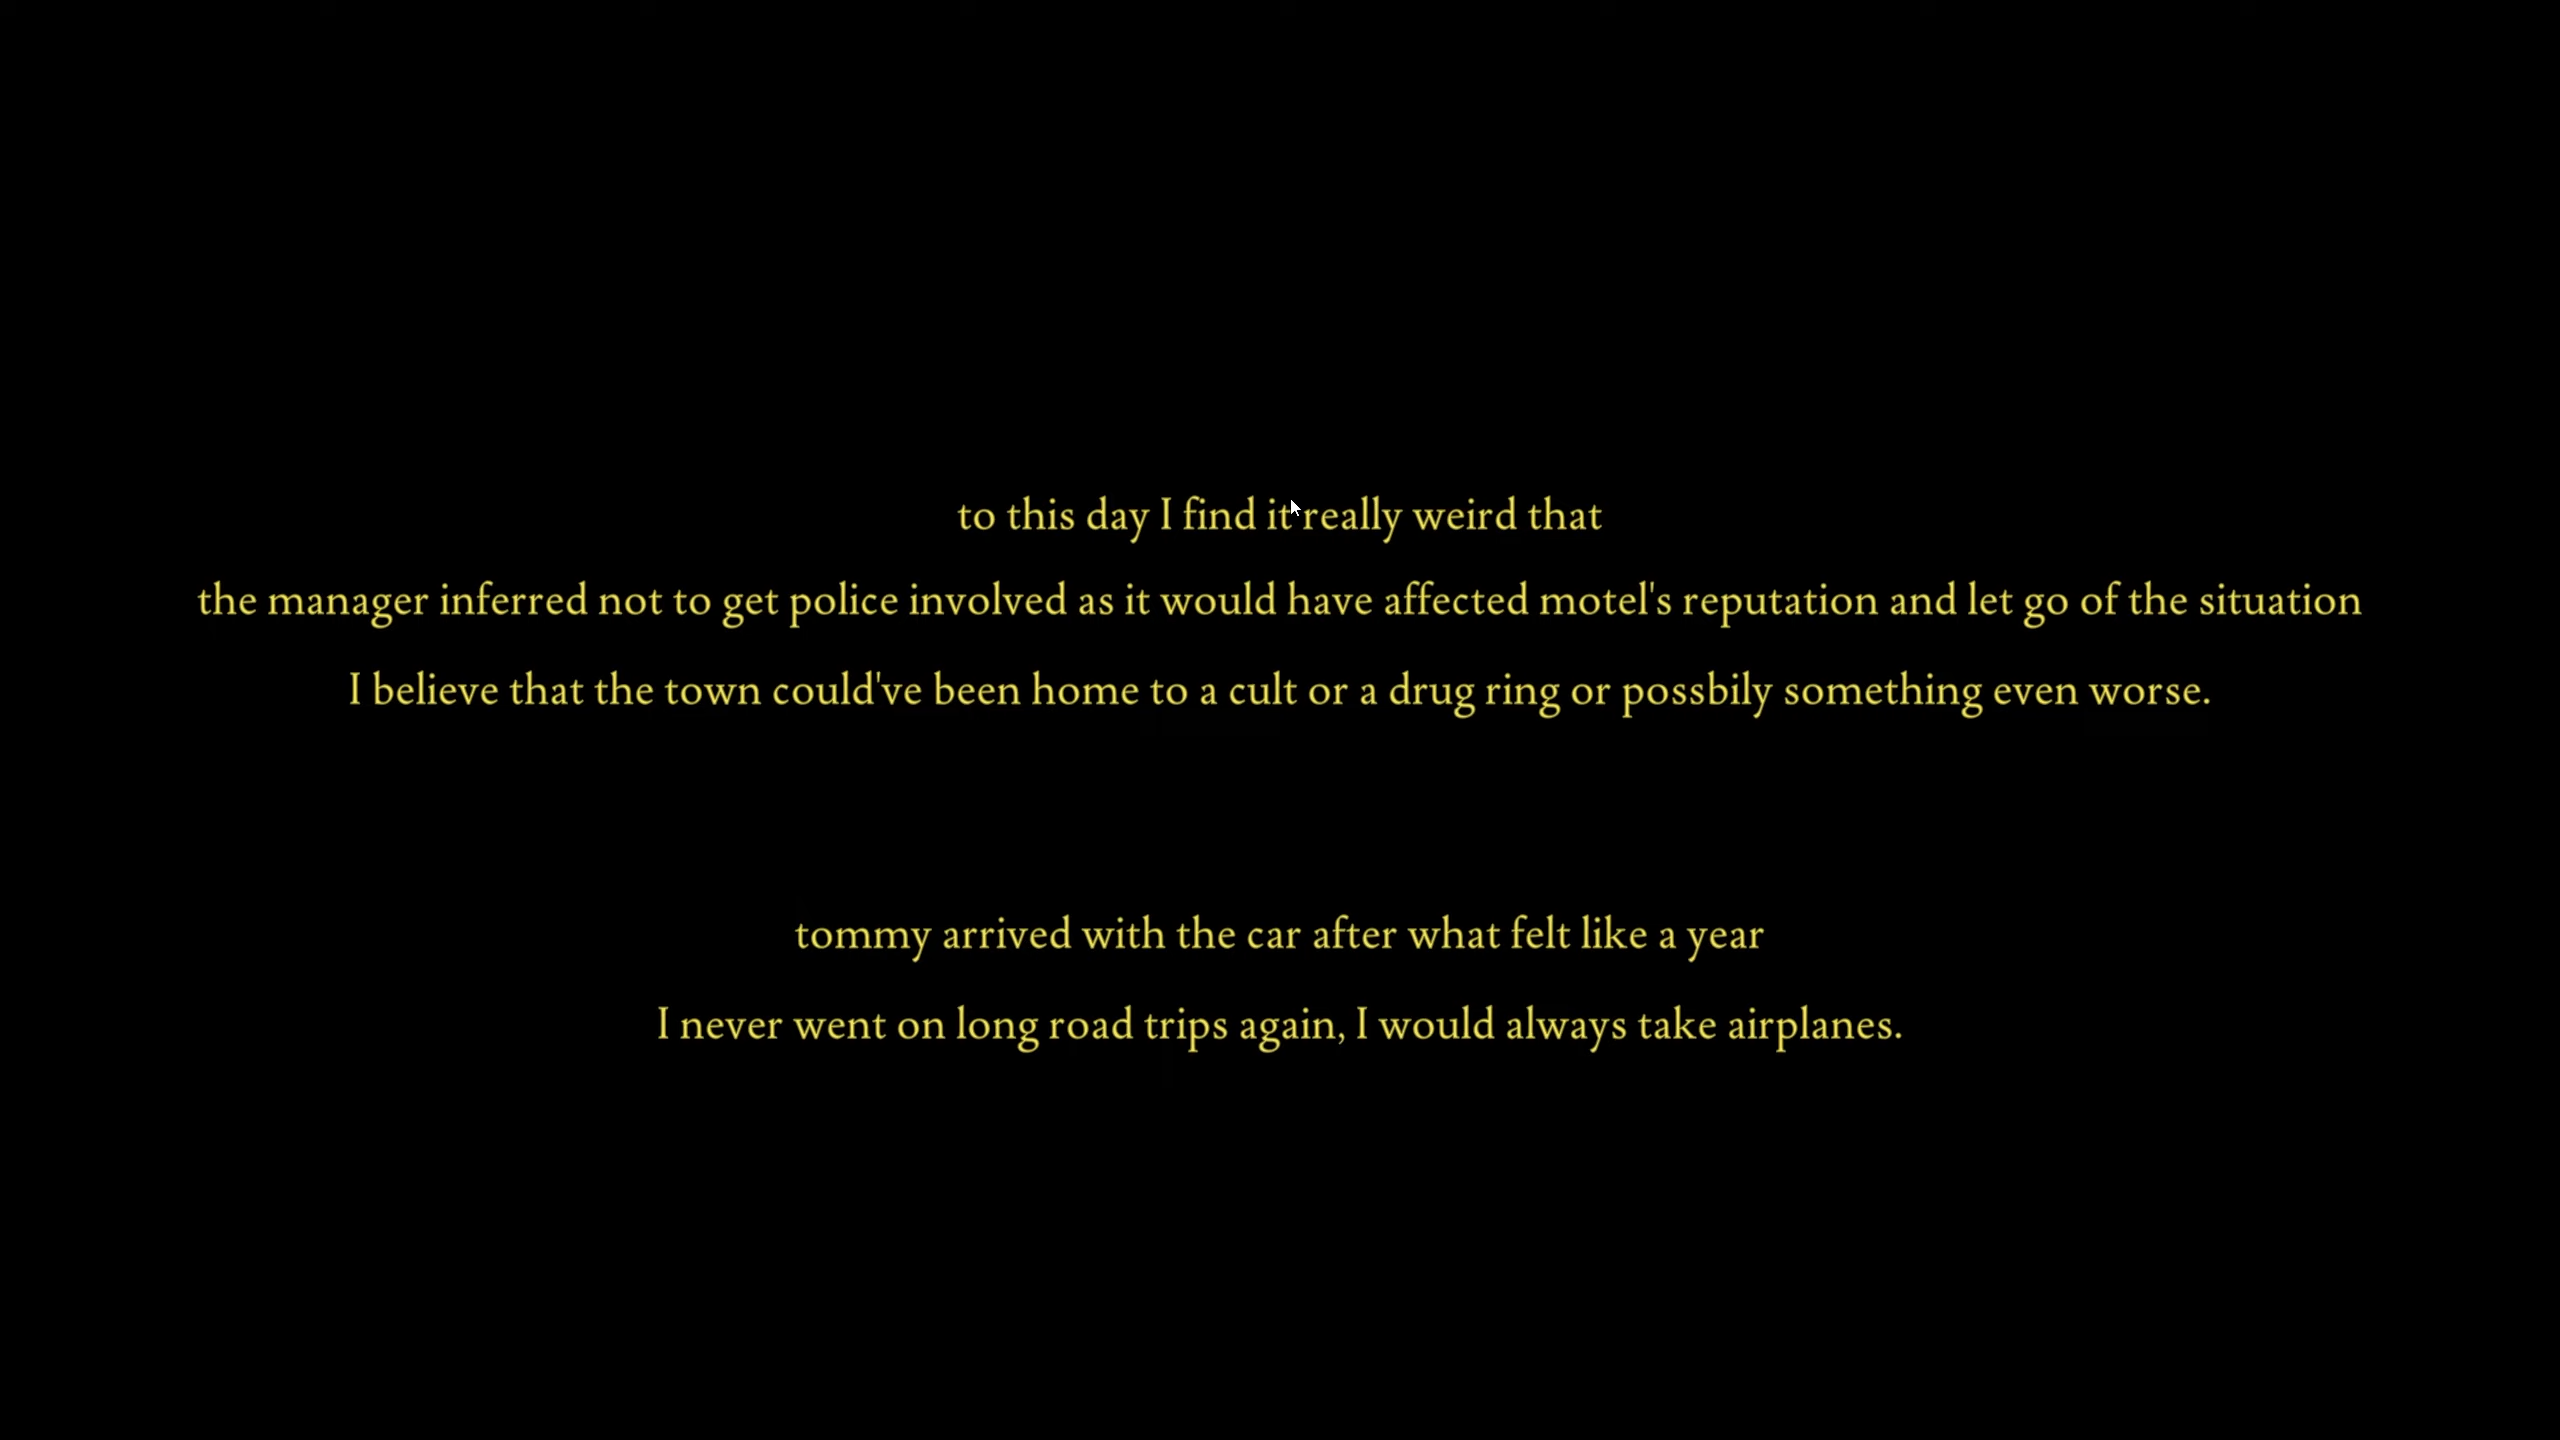 to this day I find it really weird that
the manager inferred not to get police involved as it would have affected motel's reputation and let go of the situation
I believe that the town could've been home to a cult or a drug ring or possbily something even worse.
tommy arrived with the car after what felt like a year
I never went on long road trips again, I would always take airplanes.